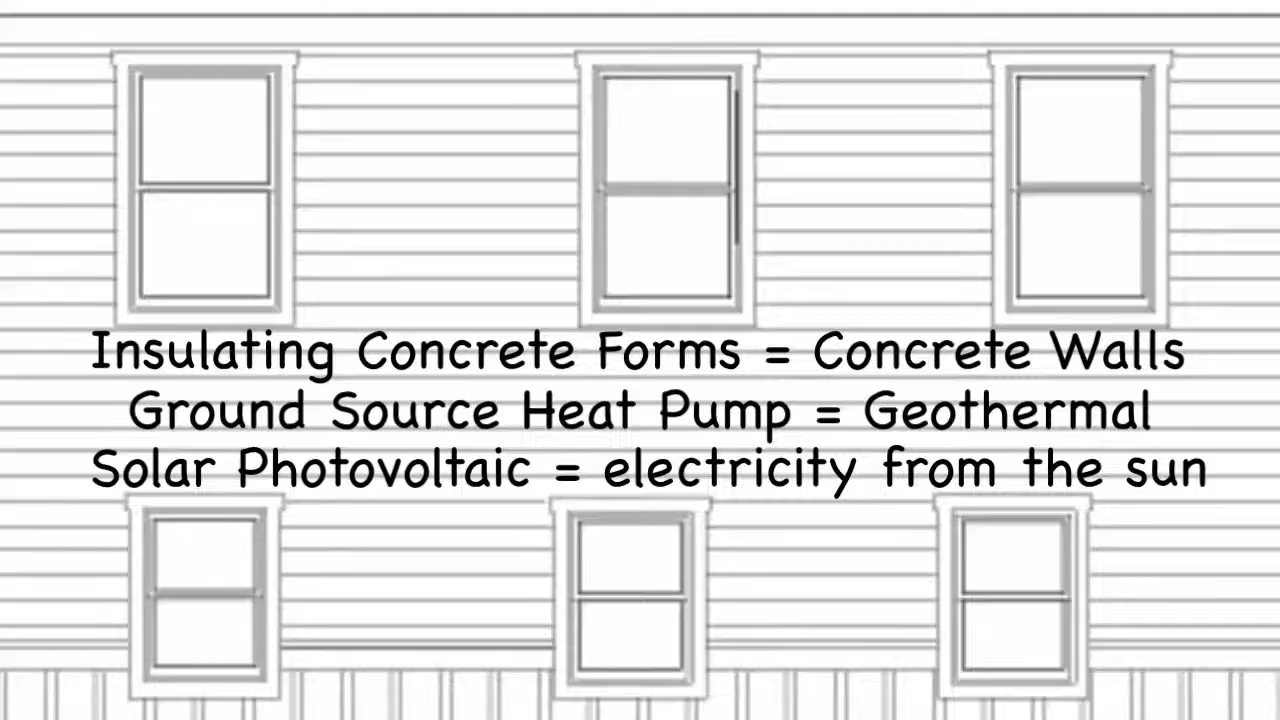 Insulating Concrete Forms = Concrete Walls
Ground Source Heat Pump = Geothermal
Solar Photovoltaic = electricity from the sun